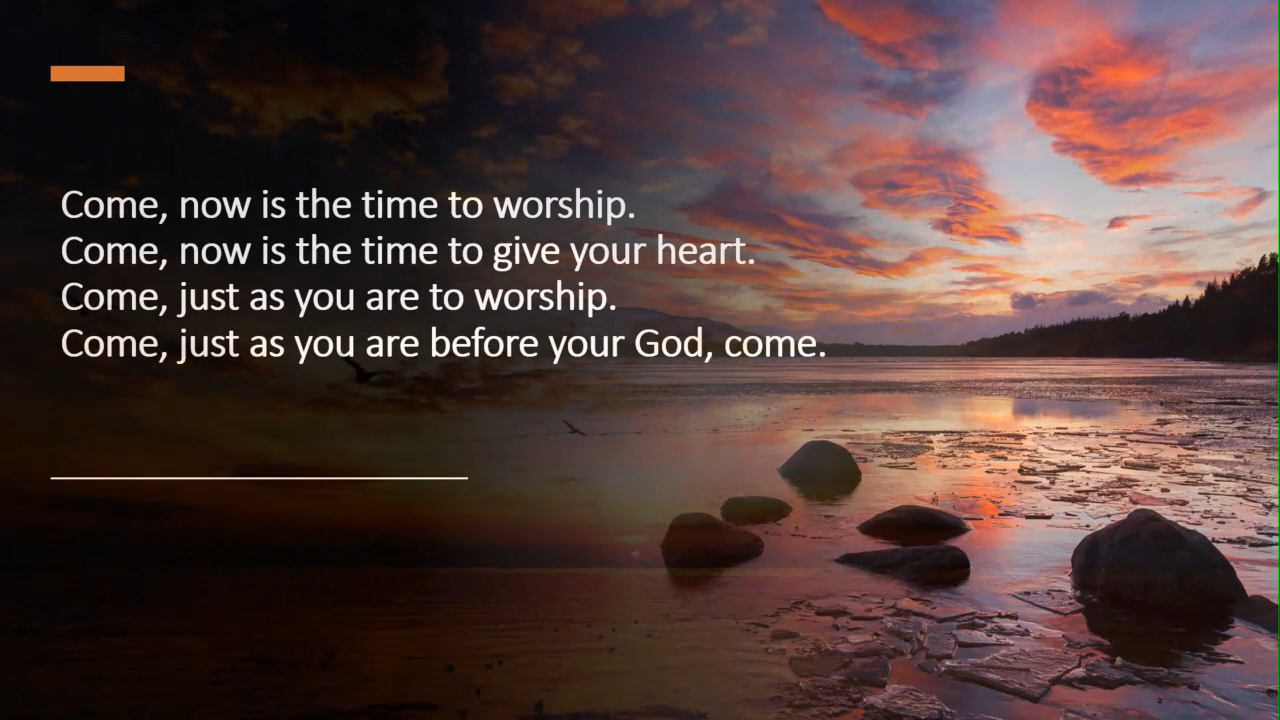 Come, now is the time to worship.
Come, now is the time to give your heart.
Come, just as you are to worship.
Come, just as you are before your God, come.